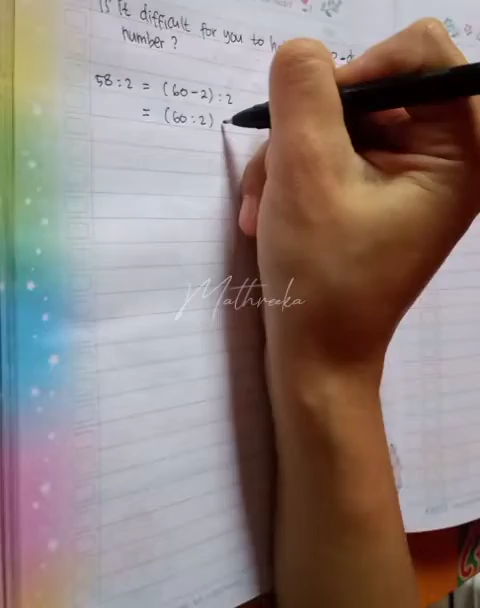 is it difficult for you to
number?
58:2 = (60-2):2
= (60:2)
Mathreeka